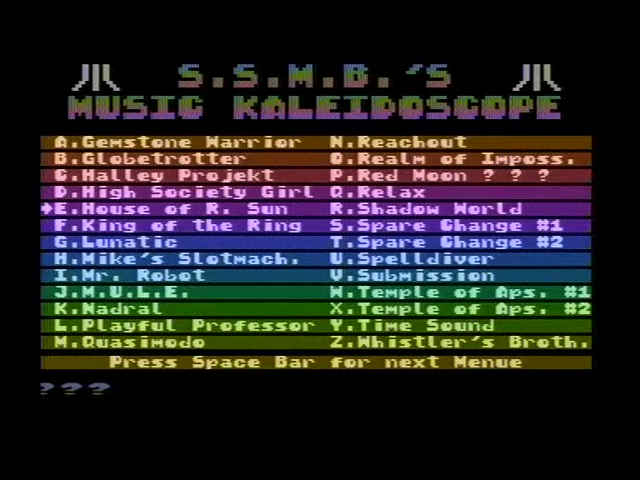 S.S.M.B.'S
MUSIC KALEIDOSCOPE
A.Gemstone Warrior N.Reachout
B.Globetrotter O.Realm of Imposs.
C.Halley Projekt P.Red Moon ? ? ?
D.High Society Girl Q.Relax
E.House of R. Sun R.Shadow World
F.King of the Ring S.Spare Change #1
G.Lunatic T.Spare Change #2
H.Mike's Slotmach. U.Spelldiver
I.Mr. Robot V.Submission
J.M.U.L.E. W.Temple of Aps. #1
K.Nadral X.Temple of Aps. #2
L.Playful Professor Y.Time Sound
M.Quasimodo Z.Whistler's Broth.
Press Space Bar for next Menue
???